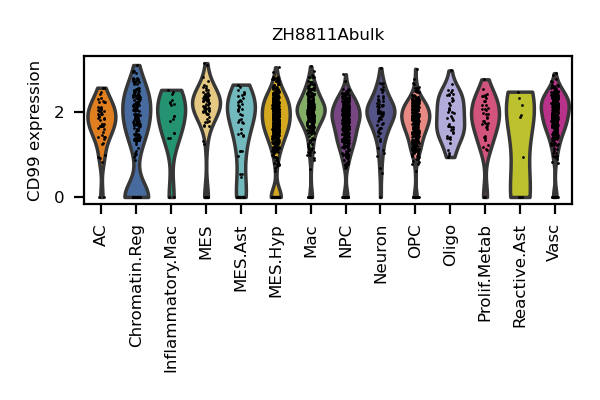 ZH8811Abulk
CD99 expression
2
0
AC
Chromatin.Reg
Inflammatory.Mac
MES
MES.Ast
MES.Hyp
Mac
NPC
Neuron
OPC
Oligo
Prolif.Metab
Reactive.Ast
Vasc